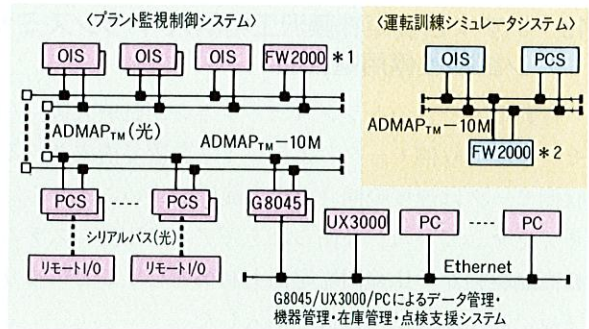 〈プラント監視制御システム〉
OIS
OIS
OIS
FW2000
*1
ADMAPTM(光)
ADMAPTM-10M
PCS
PCS
G8045
シリアルバス(光)
リモートI/O
リモートI/O
UX3000
PC
PC
Ethernet
G8045/UX3000/PCによるデータ管理・
機器管理・在庫管理・点検支援システム
〈運転訓練シミュレータシステム〉
OIS
PCS
ADMAPTM-10M
FW2000
*2